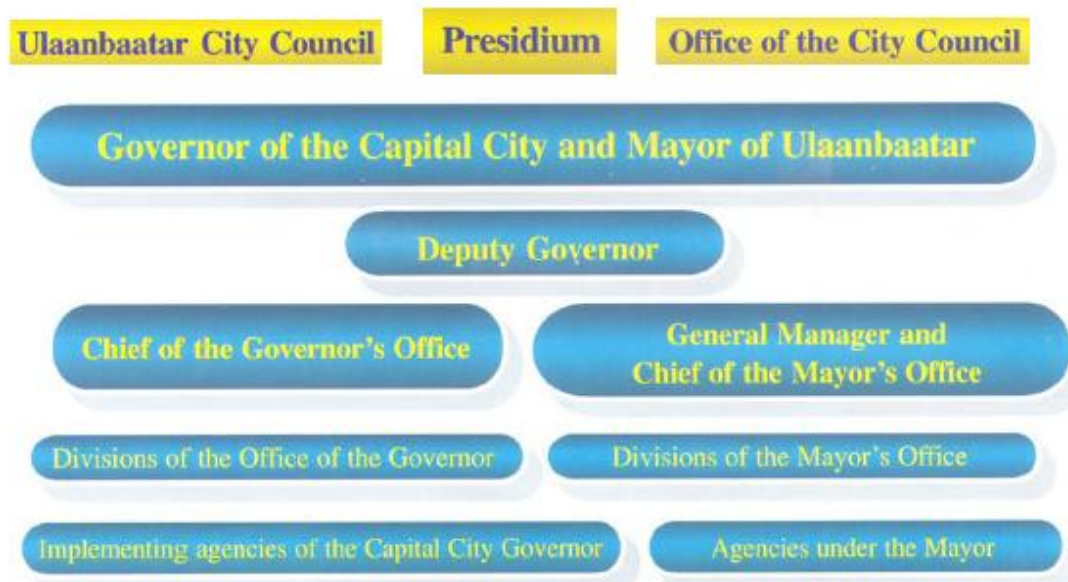 Ulaanbaatar City Council
Presidium
Office of the City Council
Governor of the Capital City and Mayor of Ulaanbaatar
Deputy Governor
Chief of the Governor's Office
General Manager and
Chief of the Mayor's Office
Divisions of the Office of the Governor
Divisions of the Mayor's Office
Implementing agencies of the Capital City Governor
Agencies under the Mayor